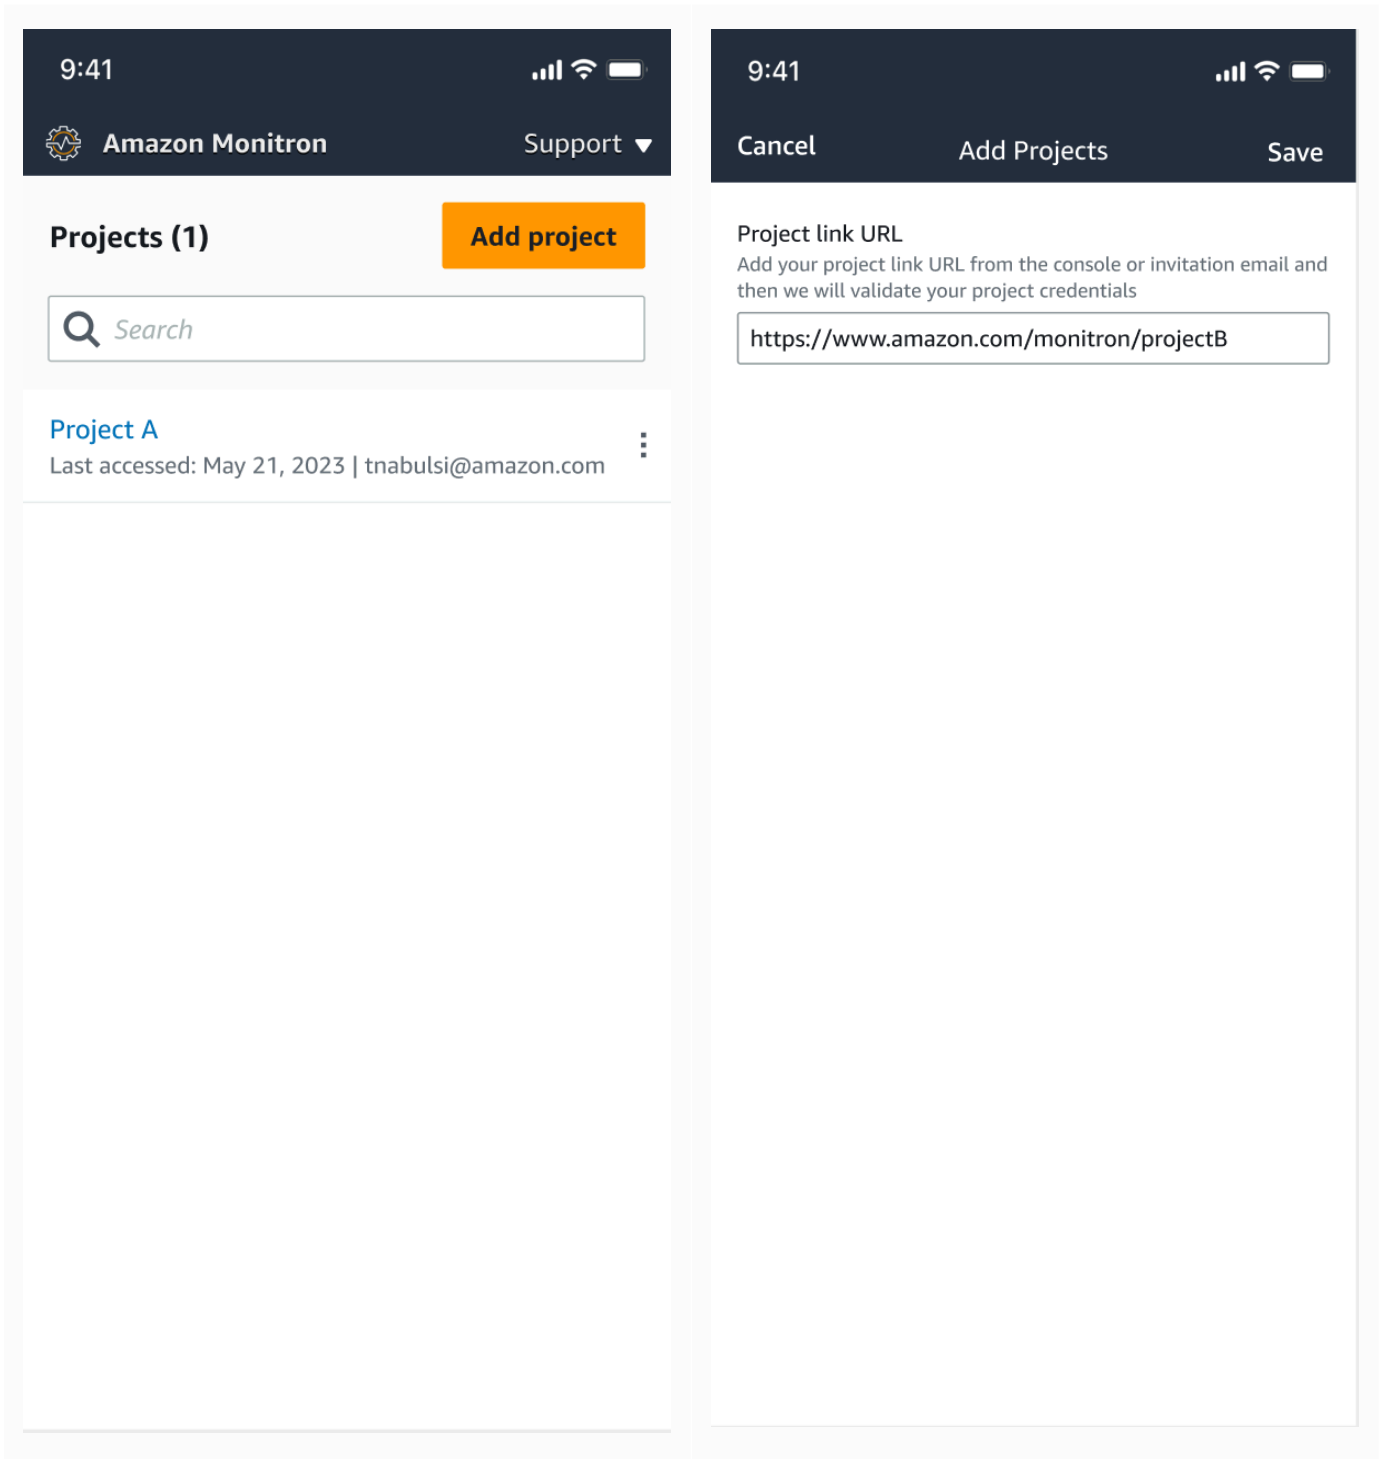 9:41
Amazon Monitron
Support
Projects (1)
Add project
Search
Project A
Last accessed: May 21, 2023 | tnabulsi@amazon.com
9:41
Cancel
Add Projects
Save
Project link URL
Add your project link URL from the console or invitation email and
then we will validate your project credentials
https://www.amazon.com/monitron/projectB